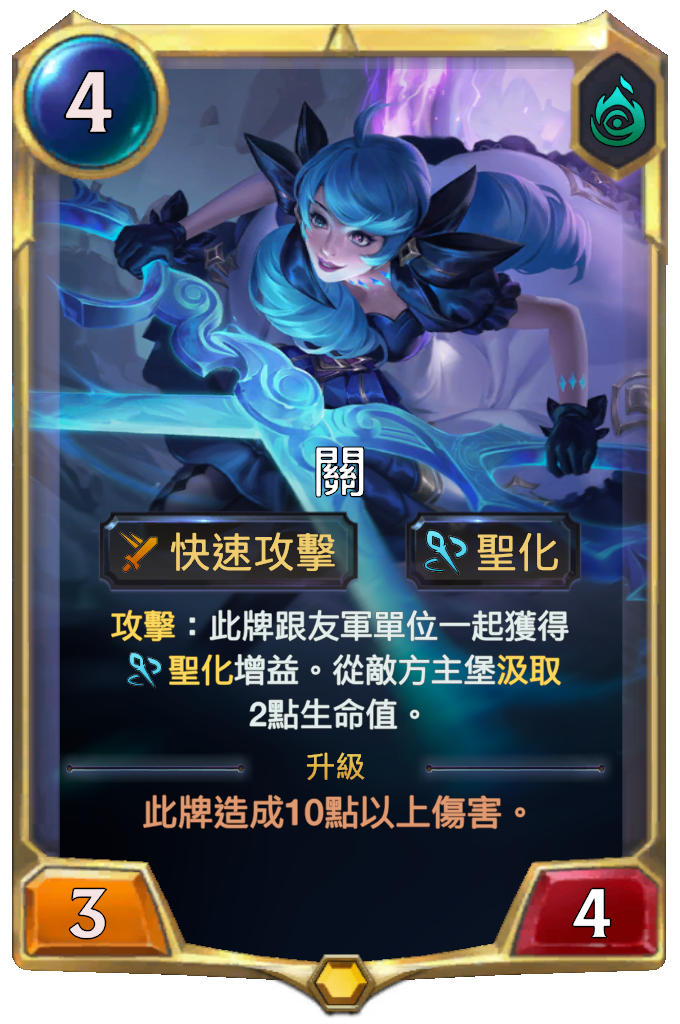 4
關
快速攻擊 聖化
攻擊：此牌跟友軍單位一起獲得
聖化增益。從敵方主堡汲取
2點生命值。
升級
此牌造成10點以上傷害。
3 4